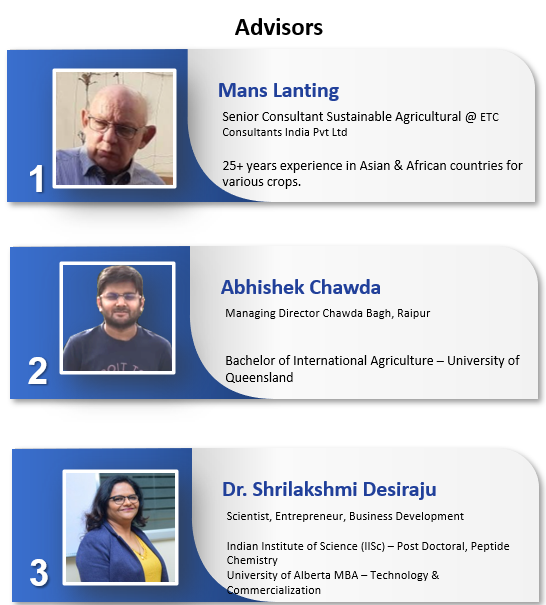 Advisors
1
Mans Lanting
Senior Consultant Sustainable Agricultural @ ETC
Consultants India Pvt Ltd
25+ years experience in Asian & African countries for
various crops.
2
Abhishek Chawda
Managing Director Chawda Bagh, Raipur
Bachelor of International Agriculture – University of
Queensland
3
Dr. Shrilakshmi Desiraju
Scientist, Entrepreneur, Business Development
Indian Institute of Science (IISc) – Post Doctoral, Peptide
Chemistry
University of Alberta MBA – Technology &
Commercialization